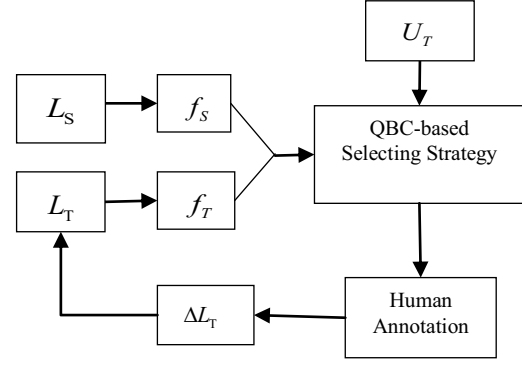 U_T
L_S
f_S
QBC-based
Selecting Strategy
L_T
f_T
ΔL_T
Human
Annotation